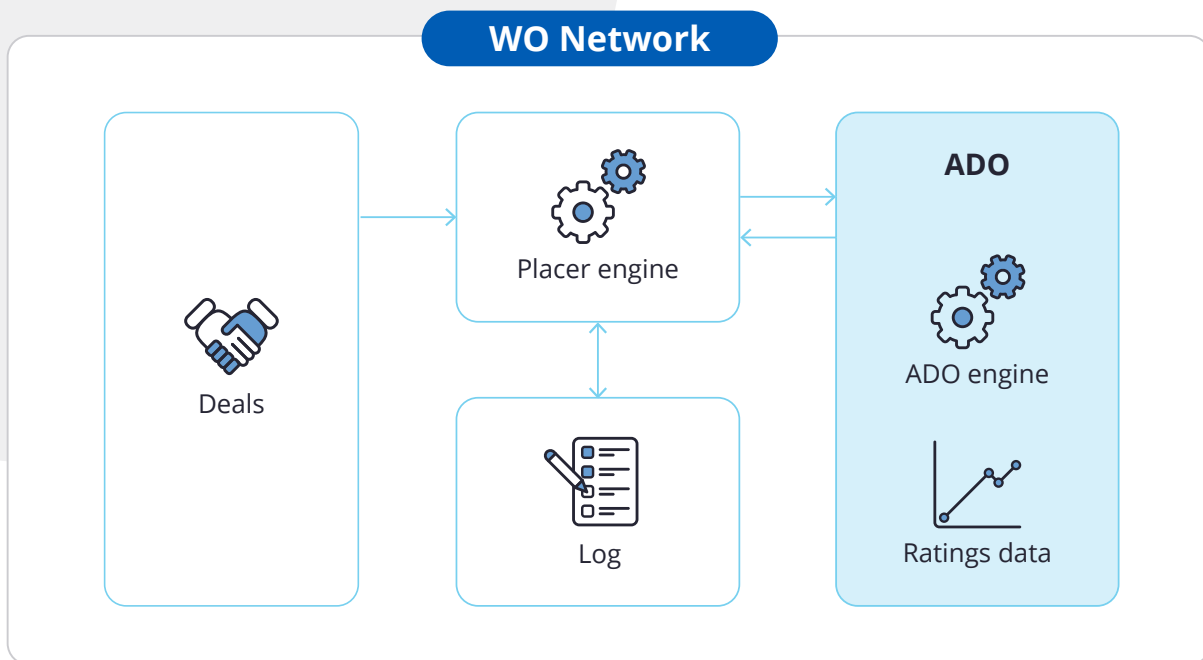 WO Network
Deals
Placer engine
Log
ADO
ADO engine
Ratings data